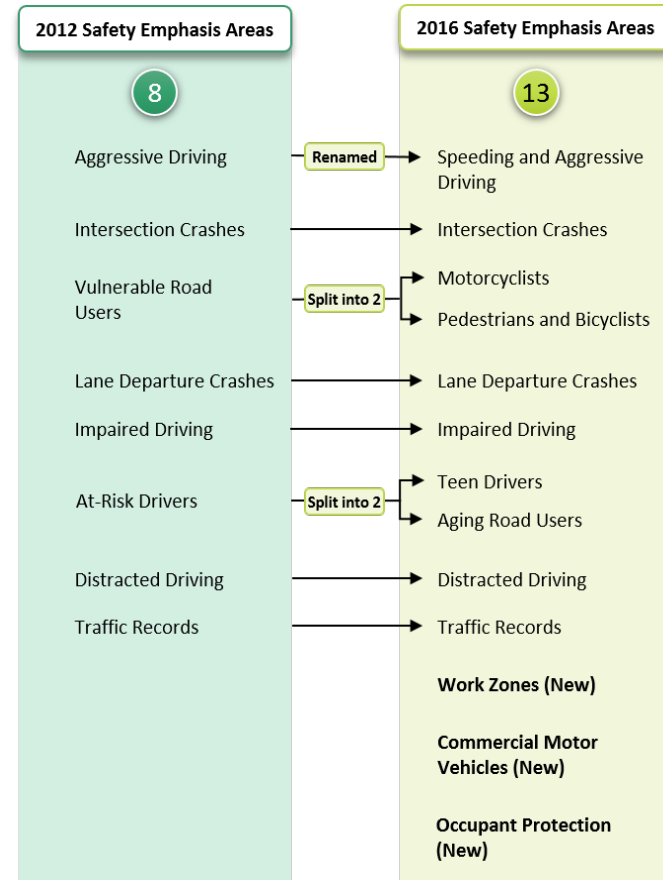 2012 Safety Emphasis Areas
2016 Safety Emphasis Areas
8
13
Aggressive Driving
Renamed
Speeding and Aggressive
Driving
Intersection Crashes
Intersection Crashes
Vulnerable Road
Users
Split into 2
Motorcyclists
Pedestrians and Bicyclists
Lane Departure Crashes
Lane Departure Crashes
Impaired Driving
Impaired Driving
At-Risk Drivers
Split into 2
Teen Drivers
Aging Road Users
Distracted Driving
Distracted Driving
Traffic Records
Traffic Records
Work Zones (New)
Commercial Motor
Vehicles (New)
Occupant Protection
(New)